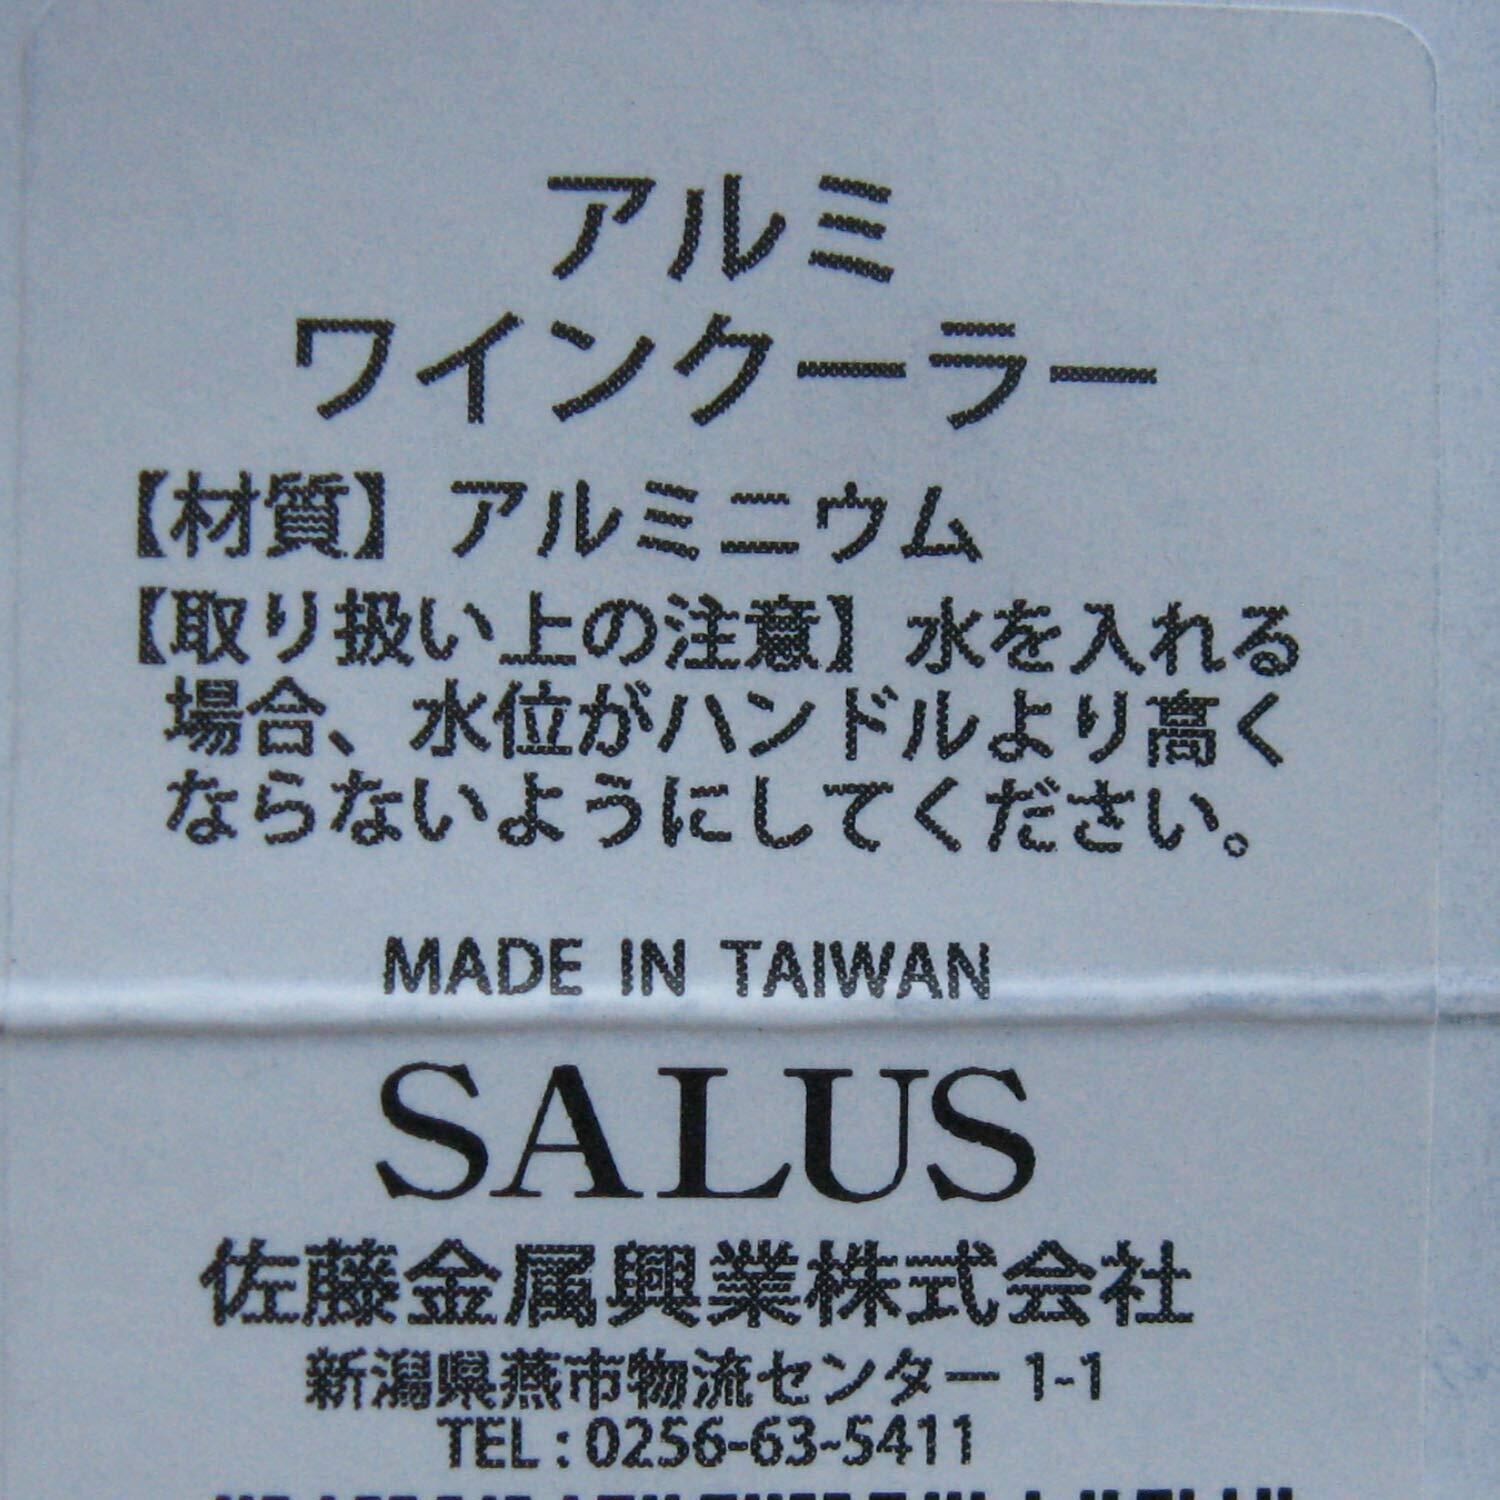 アルミ
ワインクーラー
【材質】アルミニウム
【取り扱い上の注意】水を入れる
場合、水位がハンドルより高く
ならないようにしてください。
MADE IN TAIWAN
SALUS
佐藤金属興業株式会社
新潟県燕市物流センター1-1
TEL：0256-63-5411